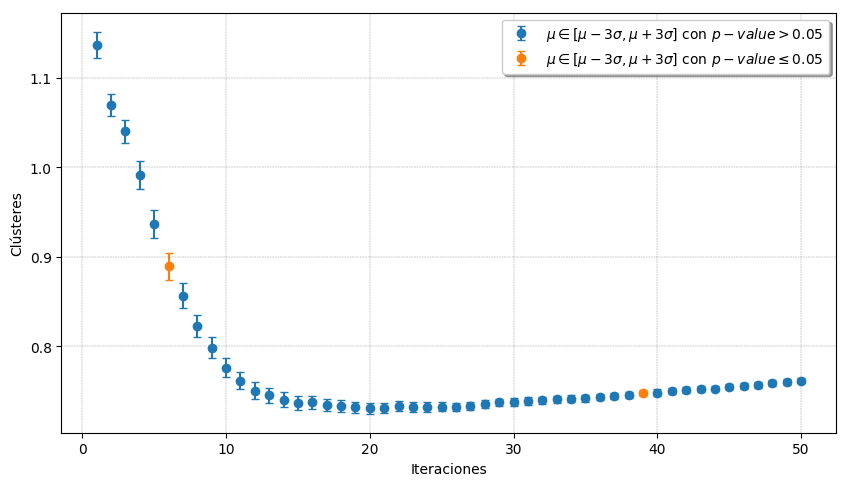 μ ∈ [μ − 3σ, μ + 3σ] con p − value > 0.05
μ ∈ [μ − 3σ, μ + 3σ] con p − value ≤ 0.05
1.1
1.0
0.9
0.8
Clústeres
0 10 20 30 40 50
Iteraciones